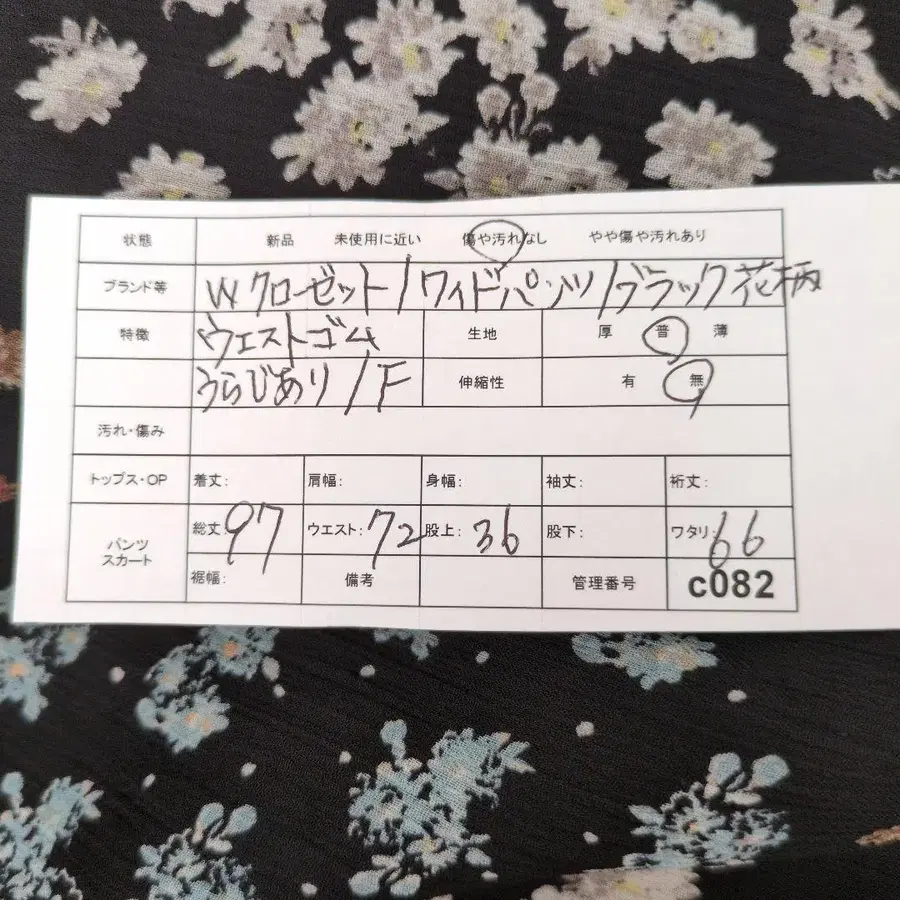 状態 新品 未使用に近い 傷や汚れなし やや傷や汚れあり
ブランド等 Wクローゼット/ワイドパンツ/ブラック花柄
特徴 ウエストゴム 生地 厚 普 薄
うらじあり/F 伸縮性 有 無
汚れ・傷み
トップス・OP 着丈: 肩幅: 身幅: 袖丈: 裄丈:
パンツ スカート 総丈: 97 ウエスト: 72 股上: 36 股下: ワタリ: 66
裾幅: 備考 管理番号 c082